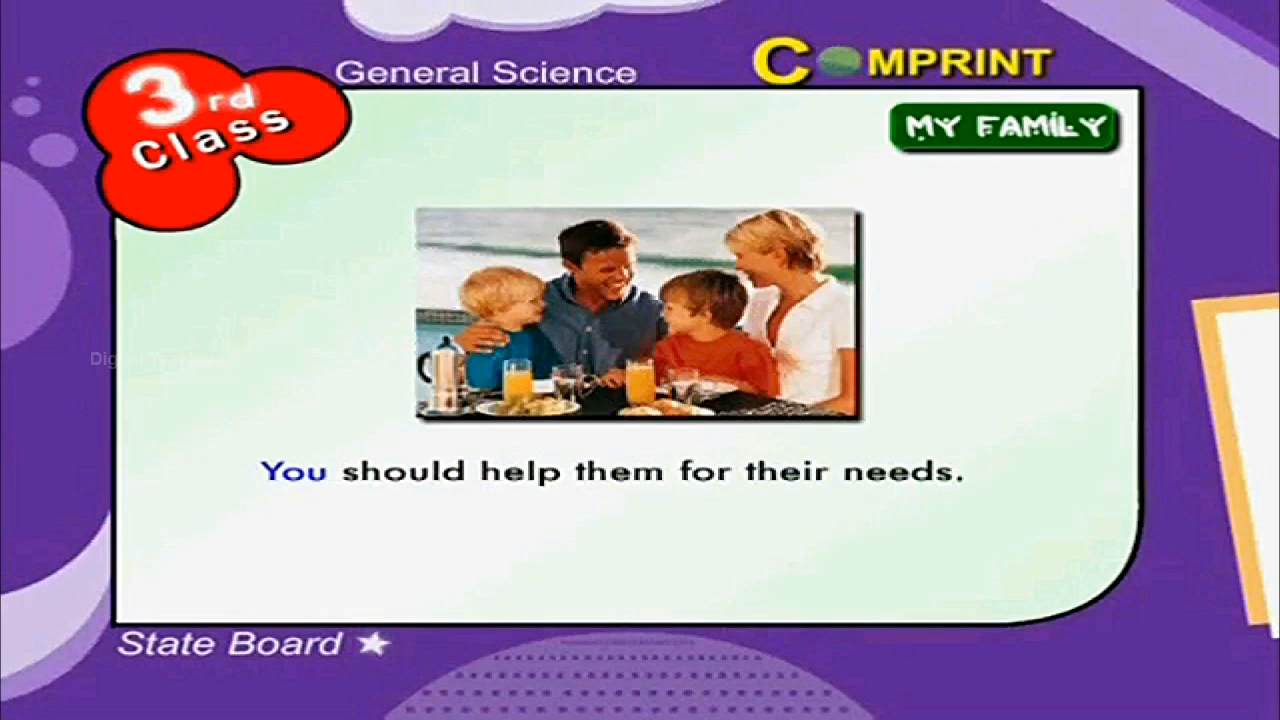 General Science
COMPRINT
3rd
Class
MY FAMILY
You should help them for their needs.
State Board